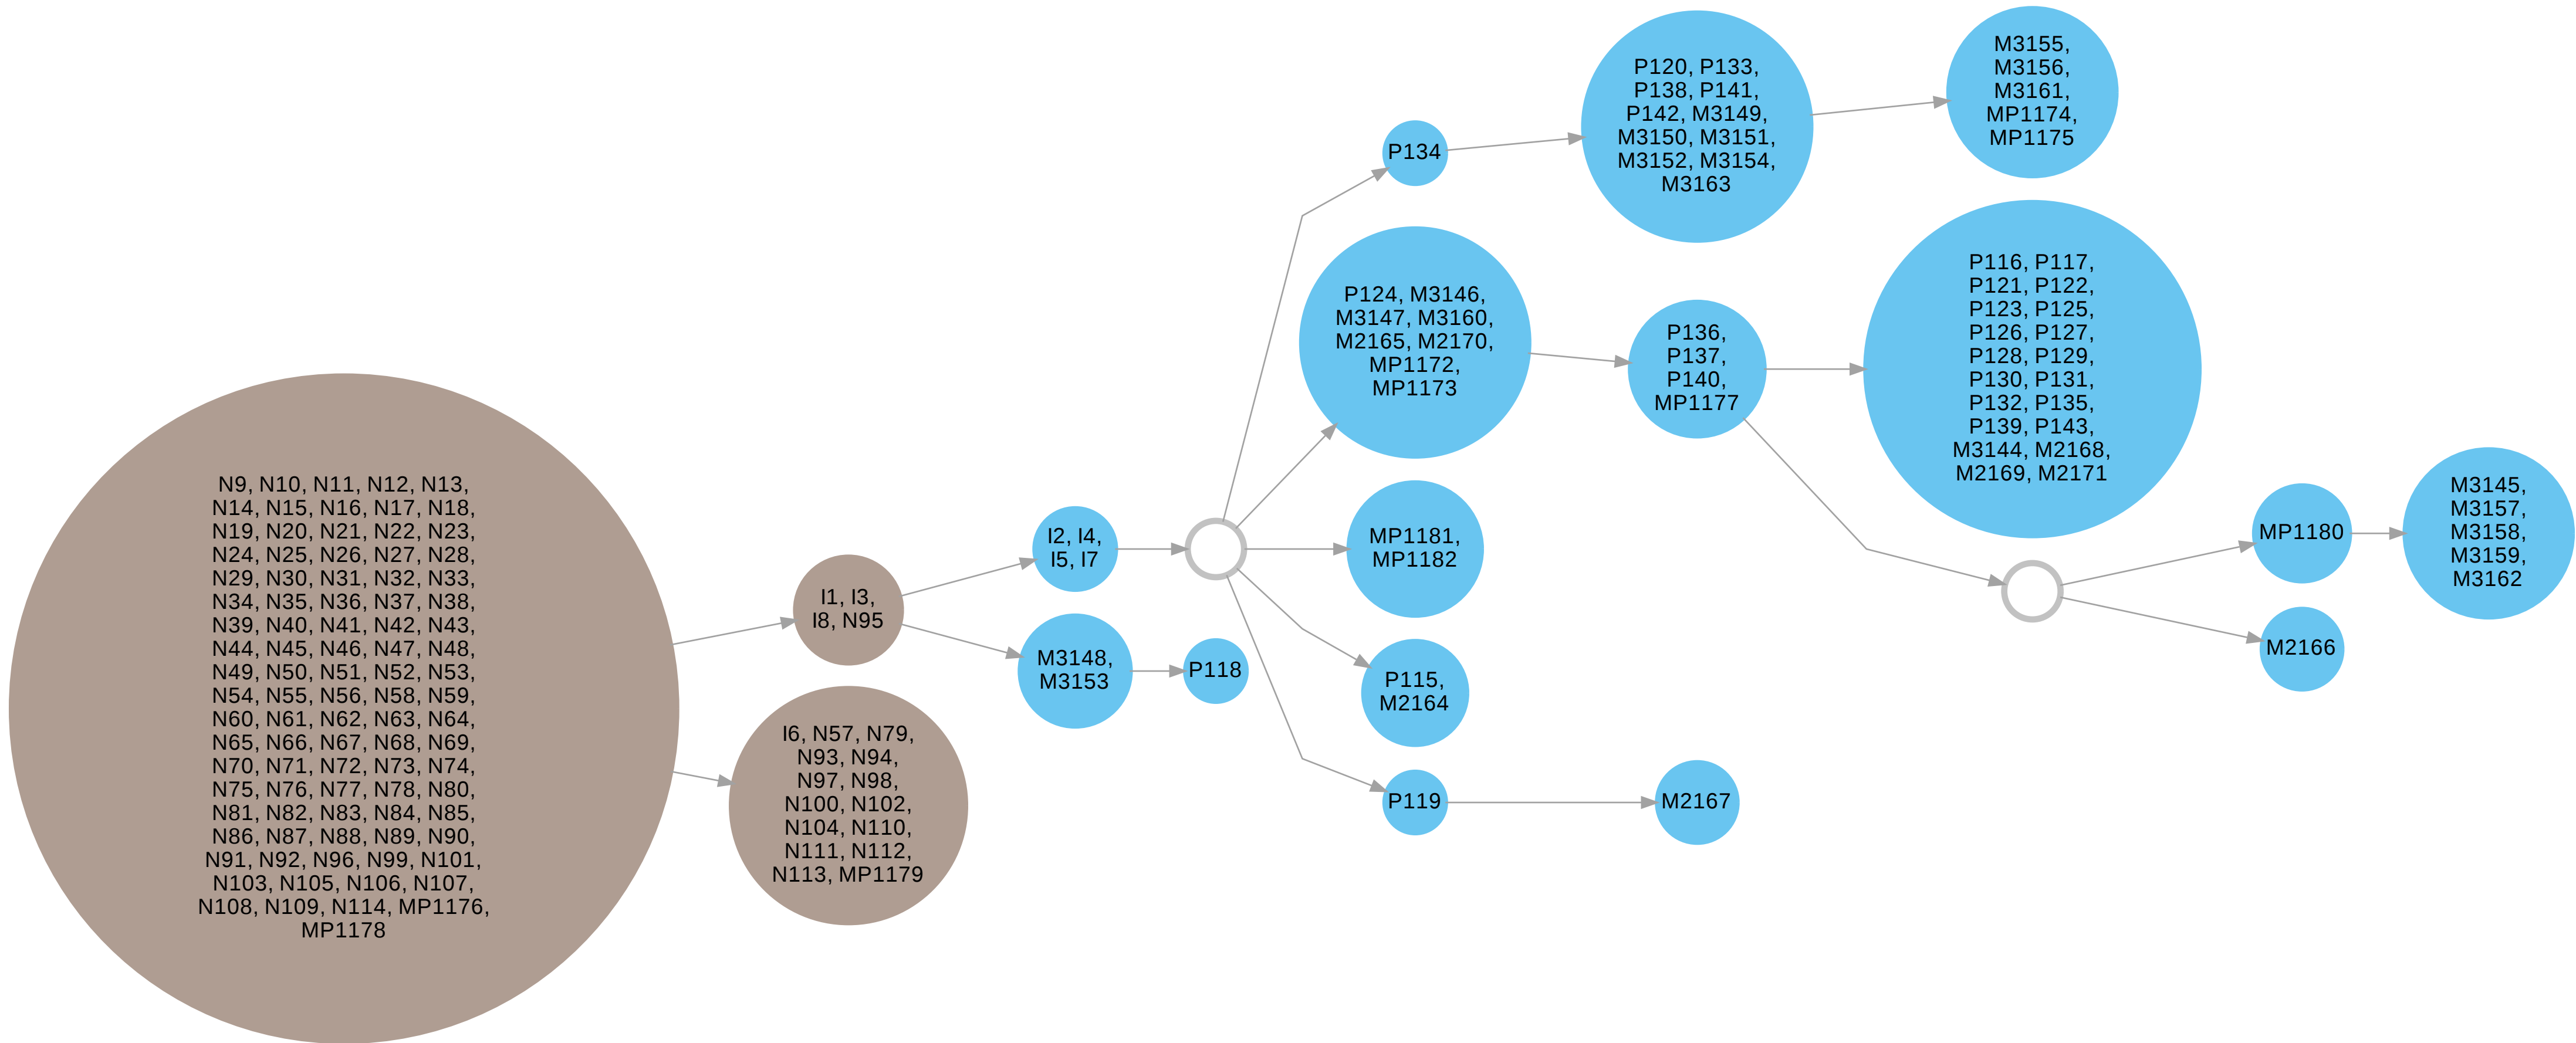 N9, N10, N11, N12, N13,
N14, N15, N16, N17, N18,
N19, N20, N21, N22, N23,
N24, N25, N26, N27, N28,
N29, N30, N31, N32, N33,
N34, N35, N36, N37, N38,
N39, N40, N41, N42, N43,
N44, N45, N46, N47, N48,
N49, N50, N51, N52, N53,
N54, N55, N56, N58, N59,
N60, N61, N62, N63, N64,
N65, N66, N67, N68, N69,
N70, N71, N72, N73, N74,
N75, N76, N77, N78, N80,
N81, N82, N83, N84, N85,
N86, N87, N88, N89, N90,
N91, N92, N96, N99, N101,
N103, N105, N106, N107,
N108, N109, N114, MP1176,
MP1178
I1, I3,
I8, N95
I6, N57, N79,
N93, N94,
N97, N98,
N100, N102,
N104, N110,
N111, N112,
N113, MP1179
I2, I4,
I5, I7
M3148,
M3153
P118
P134
P124, M3146,
M3147, M3160,
M2165, M2170,
MP1172,
MP1173
MP1181,
MP1182
P115,
M2164
P119
P120, P133,
P138, P141,
P142, M3149,
M3150, M3151,
M3152, M3154,
M3163
P136,
P137,
P140,
MP1177
M2167
M3155,
M3156,
M3161,
MP1174,
MP1175
P116, P117,
P121, P122,
P123, P125,
P126, P127,
P128, P129,
P130, P131,
P132, P135,
P139, P143,
M3144, M2168,
M2169, M2171
MP1180
M2166
M3145,
M3157,
M3158,
M3159,
M3162